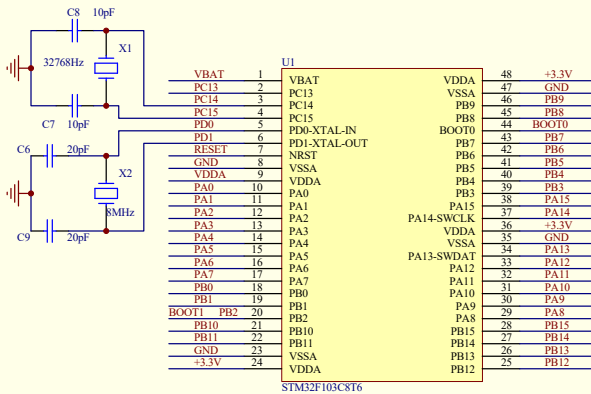 C8 10pF
X1
32768Hz
C7 10pF
C6 20pF
X2
8MHz
C9 20pF
U1
VBAT 1 VBAT VDDA 48 +3.3V
PC13 2 PC13 VSSA 47 GND
PC14 3 PC14 PB9 46 PB9
PC15 4 PC15 PB8 45 PB8
PD0 5 PD0-XTAL-IN BOOT0 44 BOOT0
PD1 6 PD1-XTAL-OUT PB7 43 PB7
RESET 7 NRST PB6 42 PB6
GND 8 VSSA PB5 41 PB5
VDDA 9 VDDA PB4 40 PB4
PA0 10 PA0 PB3 39 PB3
PA1 11 PA1 PA15 38 PA15
PA2 12 PA2 PA14-SWCLK 37 PA14
PA3 13 PA3 VDDA 36 +3.3V
PA4 14 PA4 VSSA 35 GND
PA5 15 PA5 PA13-SWDAT 34 PA13
PA6 16 PA6 PA12 33 PA12
PA7 17 PA7 PA11 32 PA11
PB0 18 PB0 PA10 31 PA10
PB1 19 PB1 PA9 30 PA9
BOOT1 PB2 20 PB2 PA8 29 PA8
PB10 21 PB10 PB15 28 PB15
PB11 22 PB11 PB14 27 PB14
GND 23 VSSA PB13 26 PB13
+3.3V 24 VDDA PB12 25 PB12
STM32F103C8T6